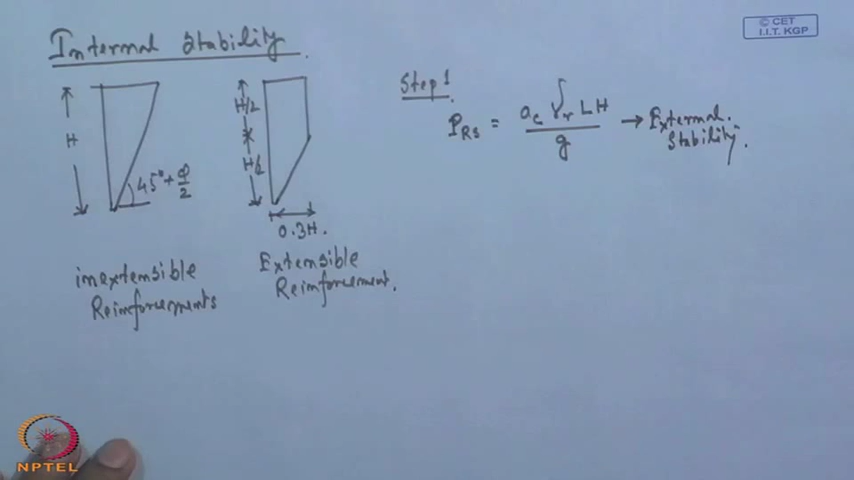 Internal Stability.
© CET
I.I.T. KGP
H
45° + φ/2
H/2
H/2
0.3H.
inextensible
Reinforcements
Extensible
Reinforcement.
Step 1
P_RS = a_c γ_r LH / g → External
Stability.
NPTEL